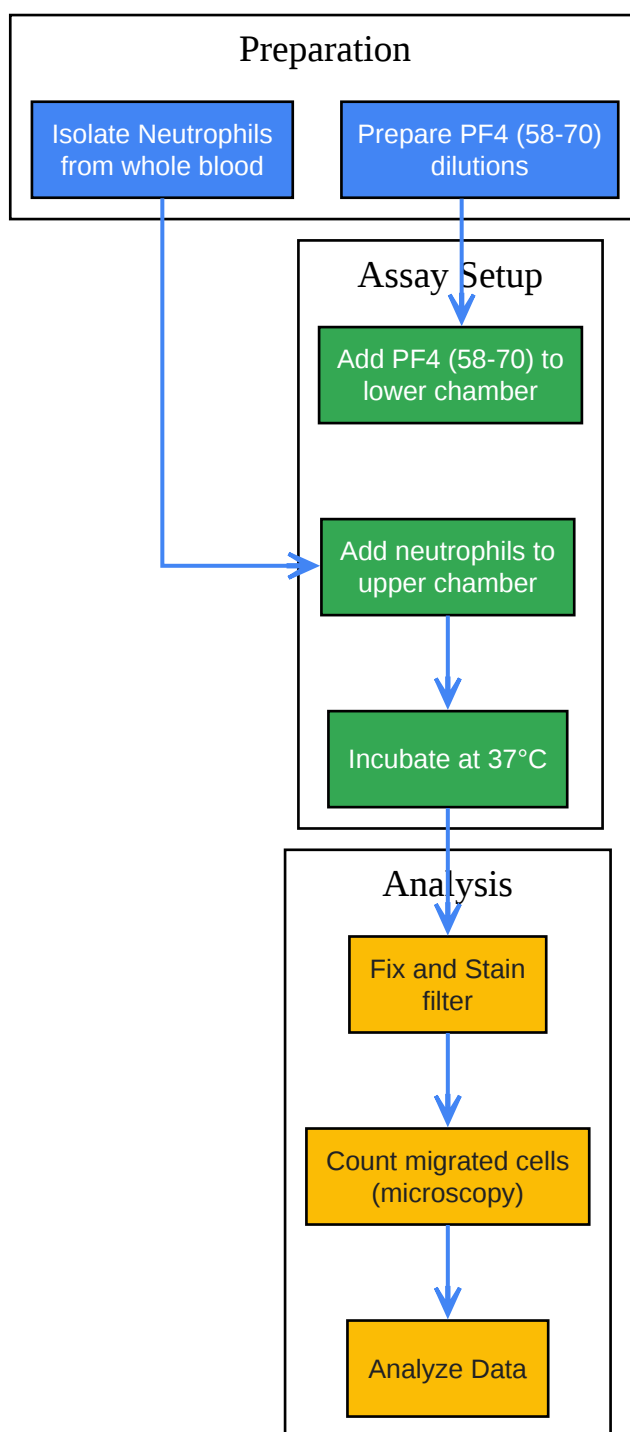 Preparation
Isolate Neutrophils
from whole blood
Prepare PF4 (58-70)
dilutions
Assay Setup
Add PF4 (58-70) to
lower chamber
Add neutrophils to
upper chamber
Incubate at 37°C
Analysis
Fix and Stain
filter
Count migrated cells
(microscopy)
Analyze Data